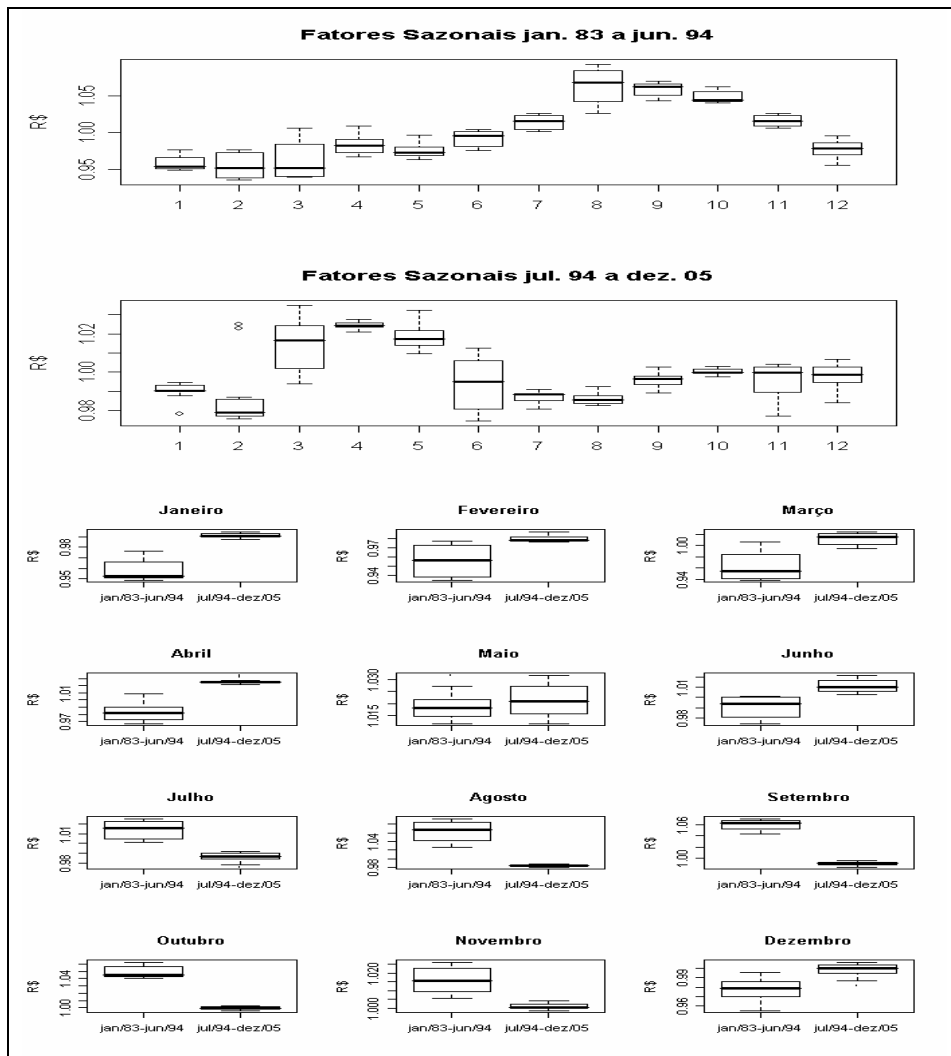 Fatores Sazonais jan. 83 a jun. 94
R$
0.95 1.00 1.05
1 2 3 4 5 6 7 8 9 10 11 12
Fatores Sazonais jul. 94 a dez. 05
R$
0.98 1.00 1.02
1 2 3 4 5 6 7 8 9 10 11 12
Janeiro Fevereiro Março
R$ R$ R$
0.95 0.98 0.94 0.97 0.94 1.00
jan/83-jun/94 jul/94-dez/05 jan/83-jun/94 jul/94-dez/05 jan/83-jun/94 jul/94-dez/05
Abril Maio Junho
R$ R$ R$
0.97 1.01 1.015 1.030 0.98 1.01
jan/83-jun/94 jul/94-dez/05 jan/83-jun/94 jul/94-dez/05 jan/83-jun/94 jul/94-dez/05
Julho Agosto Setembro
R$ R$ R$
0.98 1.01 0.98 1.04 1.00 1.06
jan/83-jun/94 jul/94-dez/05 jan/83-jun/94 jul/94-dez/05 jan/83-jun/94 jul/94-dez/05
Outubro Novembro Dezembro
R$ R$ R$
1.00 1.04 1.000 1.020 0.96 0.99
jan/83-jun/94 jul/94-dez/05 jan/83-jun/94 jul/94-dez/05 jan/83-jun/94 jul/94-dez/05